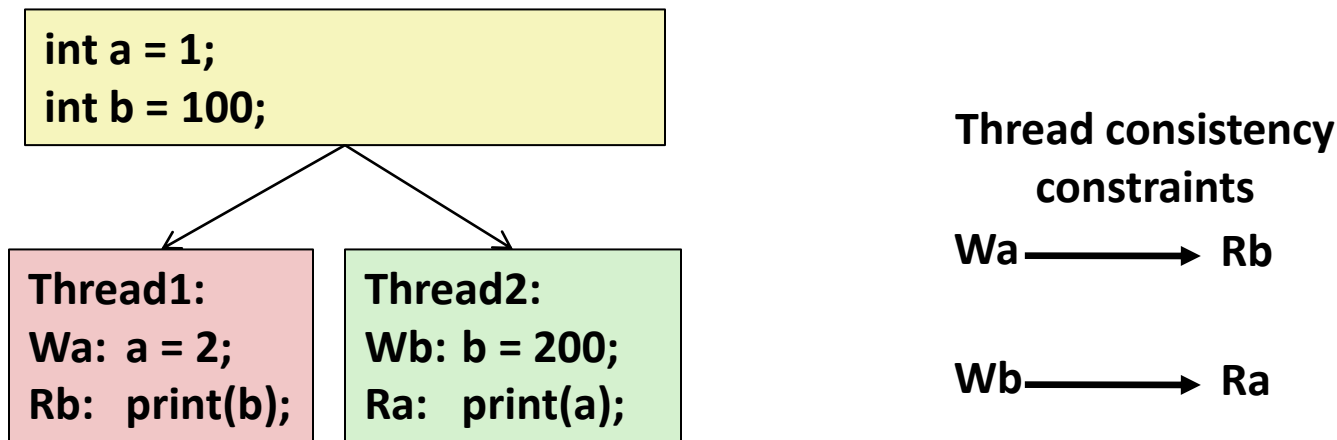 int a = 1;
int b = 100;
Thread1:
Wa: a = 2;
Rb: print(b);
Thread2:
Wb: b = 200;
Ra: print(a);
Thread consistency
constraints
Wa Rb
Wb Ra